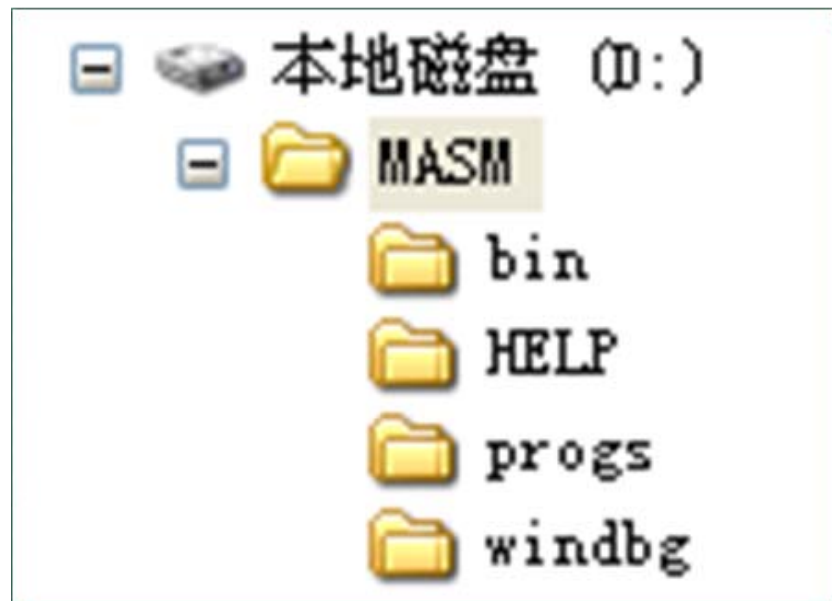 本地磁盘 (D:)
MASM
bin
HELP
progs
windbg